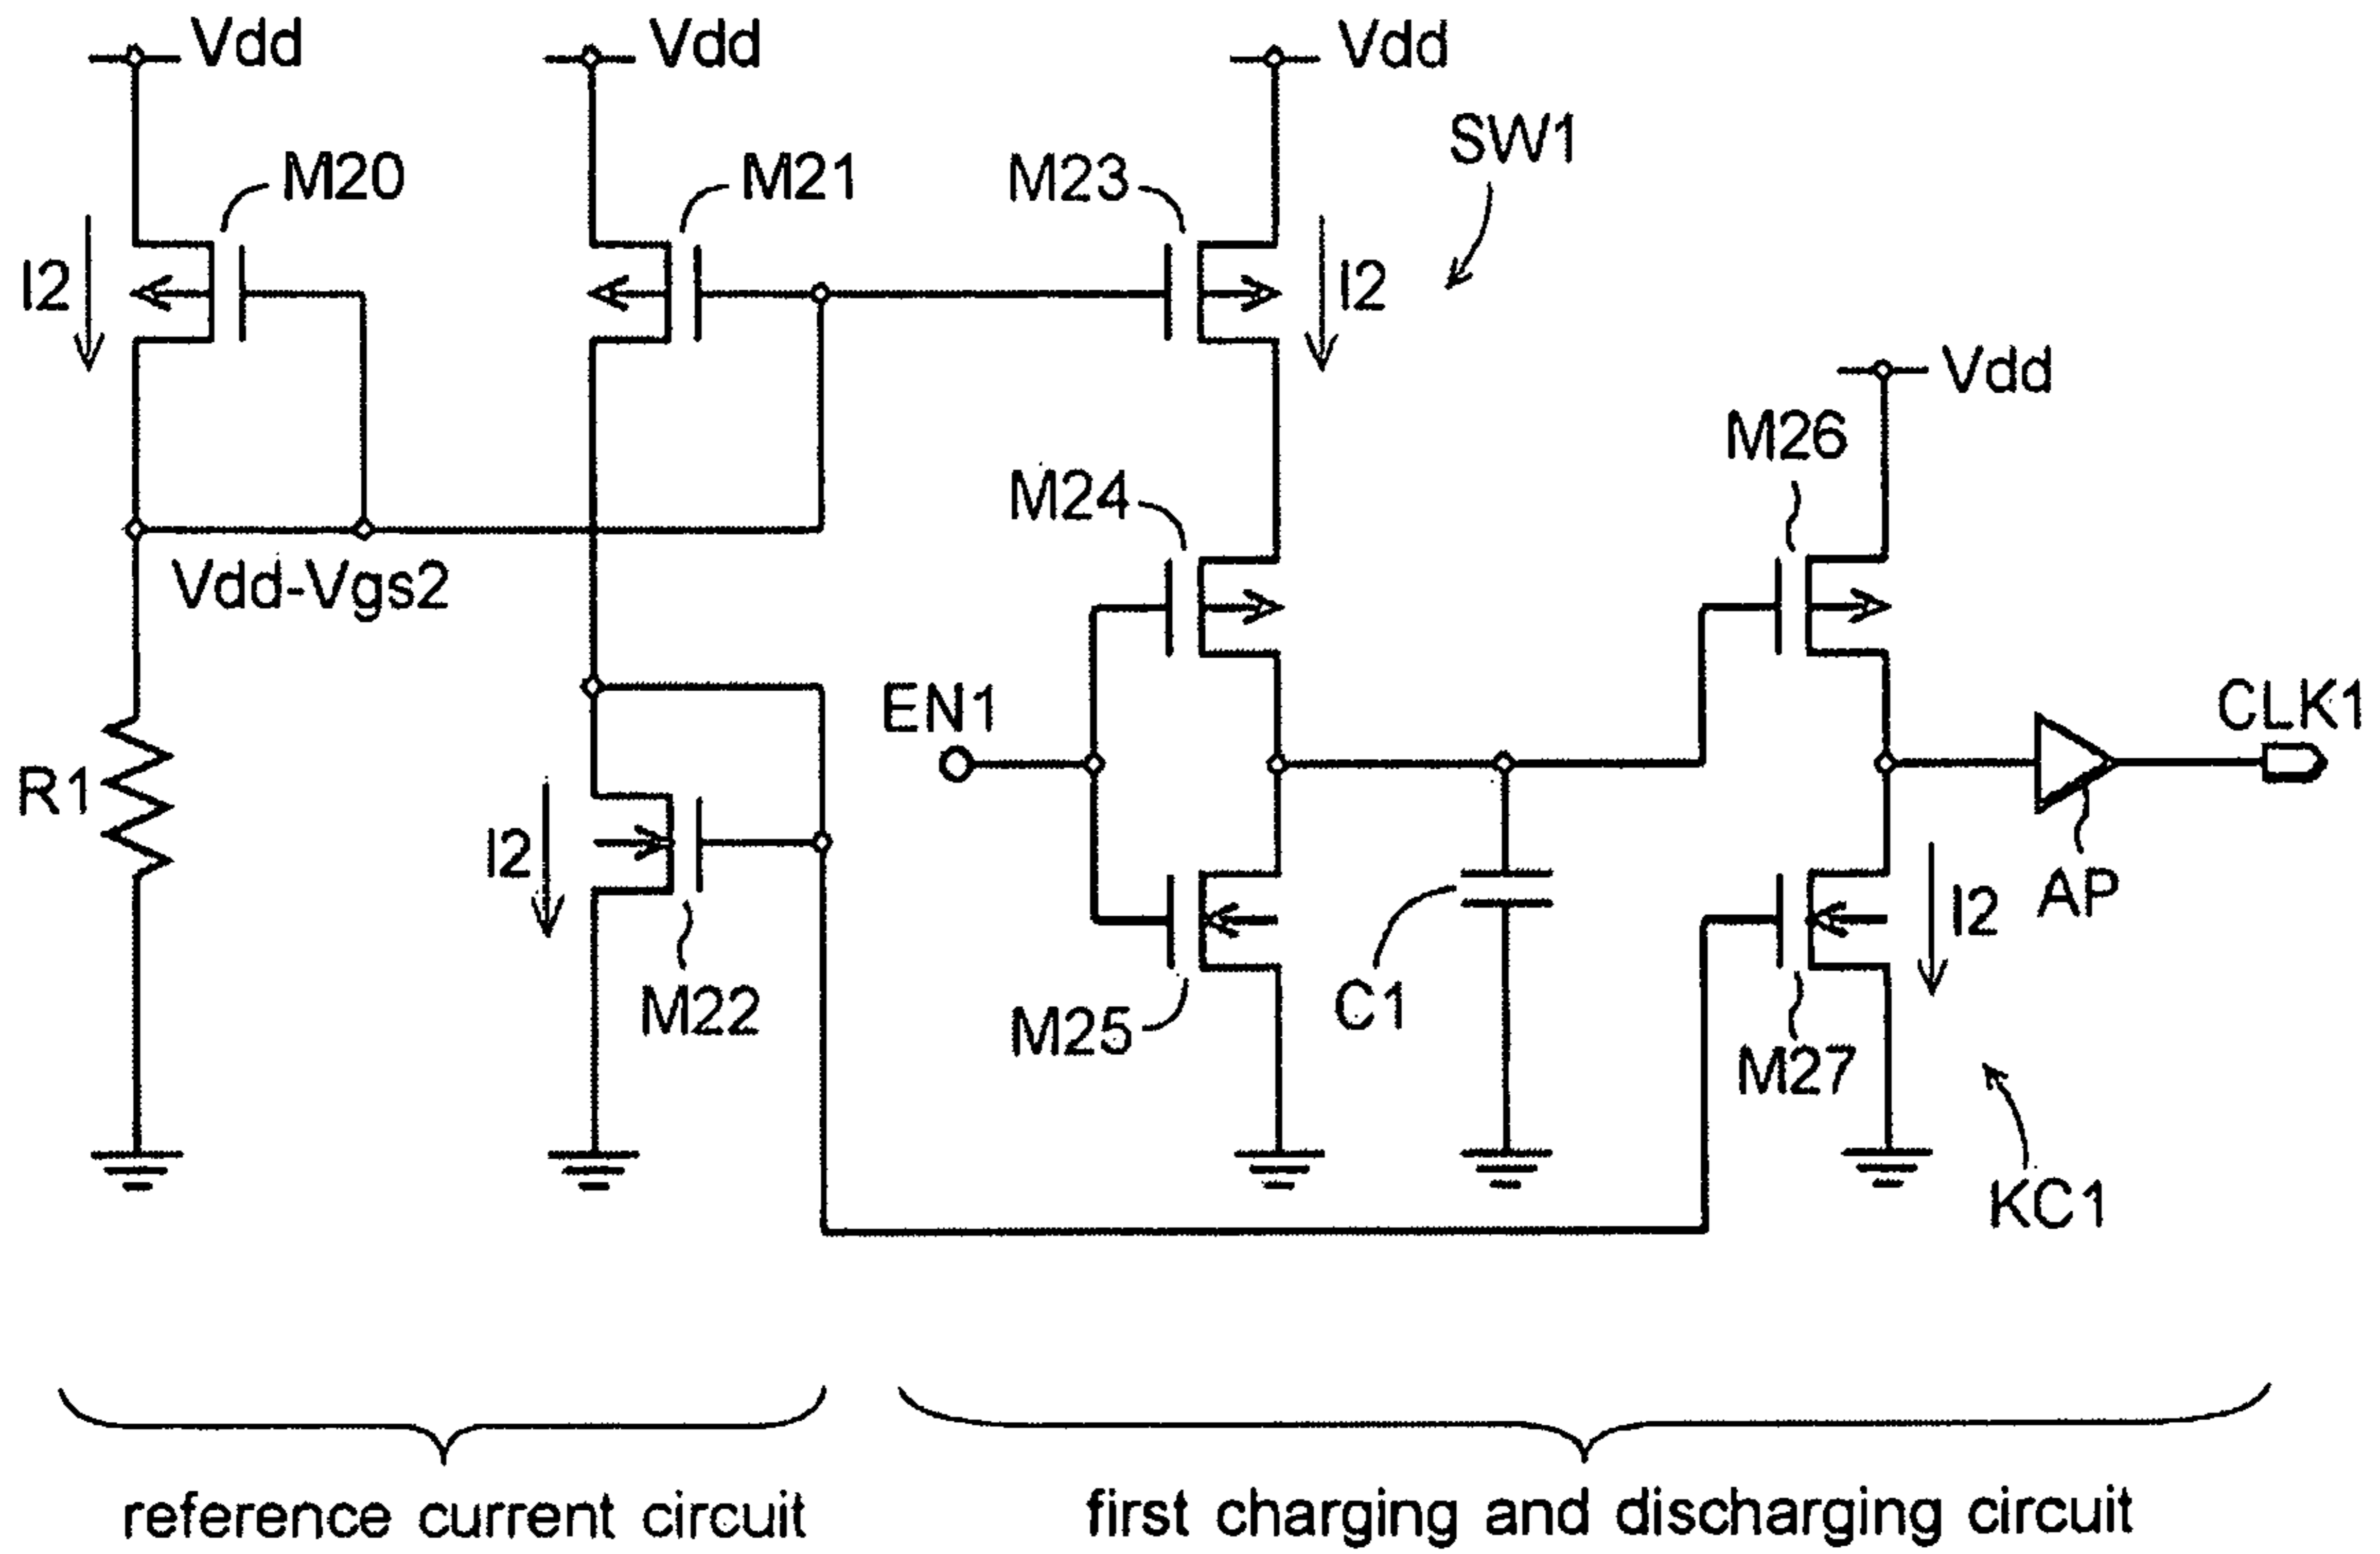 Vdd
Vdd
Vdd
SW1
M20
M21
M23
I2
I2
Vdd
M26
M24
Vdd-Vgs2
EN1
CLK1
R1
I2
AP
I2
M22
M25
C1
M27
KC1
reference current circuit
first charging and discharging circuit